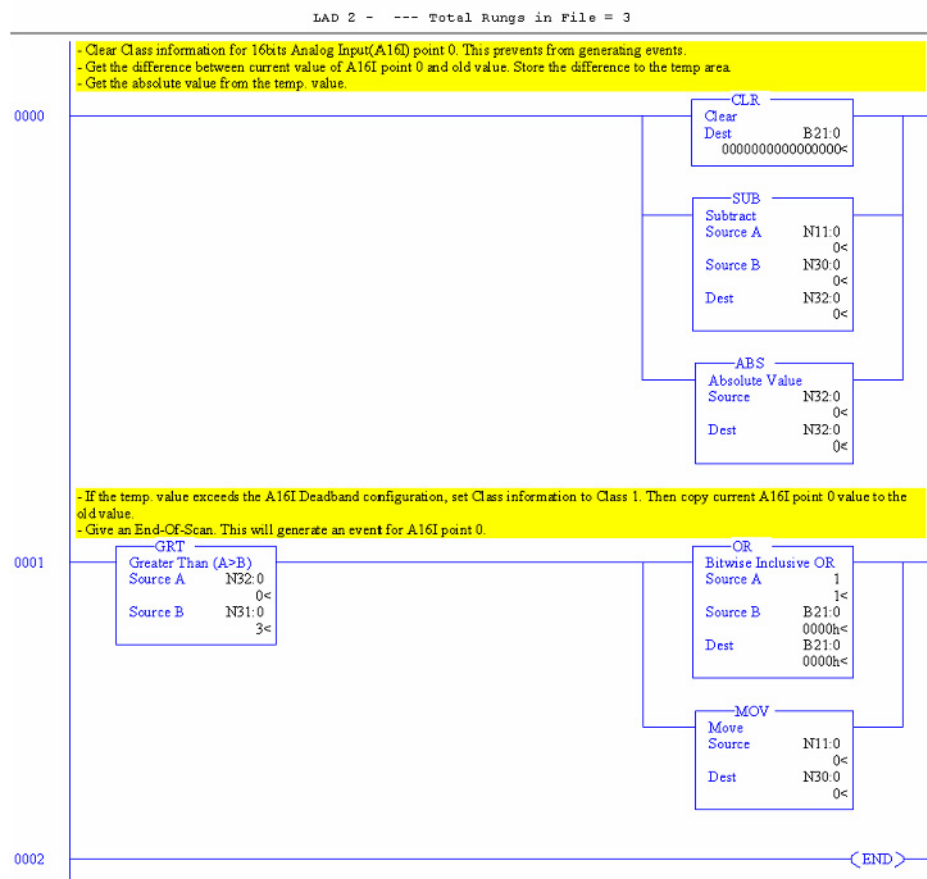 LAD 2 - --- Total Rungs in File = 3
- Clear Class information for 16bits Analog Input(A16I) point 0. This prevents from generating events.
- Get the difference between current value of A16I point 0 and old value. Store the difference to the temp area.
- Get the absolute value from the temp. value.
0000
CLR
Clear
Dest B21:0
0000000000000000<
SUB
Subtract
Source A N11:0
0<
Source B N30:0
0<
Dest N32:0
0<
ABS
Absolute Value
Source N32:0
0<
Dest N32:0
0<
- If the temp. value exceeds the A16I Deadband configuration, set Class information to Class 1. Then copy current A16I point 0 value to the
old value.
- Give an End-Of-Scan. This will generate an event for A16I point 0.
0001
GRT
Greater Than (A>B)
Source A N32:0
0<
Source B N31:0
3<
OR
Bitwise Inclusive OR
Source A 1
1<
Source B B21:0
0000h<
Dest B21:0
0000h<
MOV
Move
Source N11:0
0<
Dest N30:0
0<
0002
END